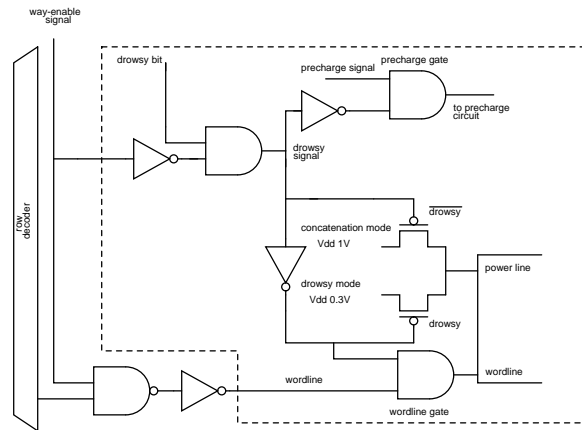 way-enable
signal
drowsy bit
precharge signal
precharge gate
to precharge
circuit
drowsy
signal
row
decoder
drowsy
concatenation mode
Vdd 1V
power line
drowsy mode
Vdd 0.3V
drowsy
wordline
wordline
wordline gate